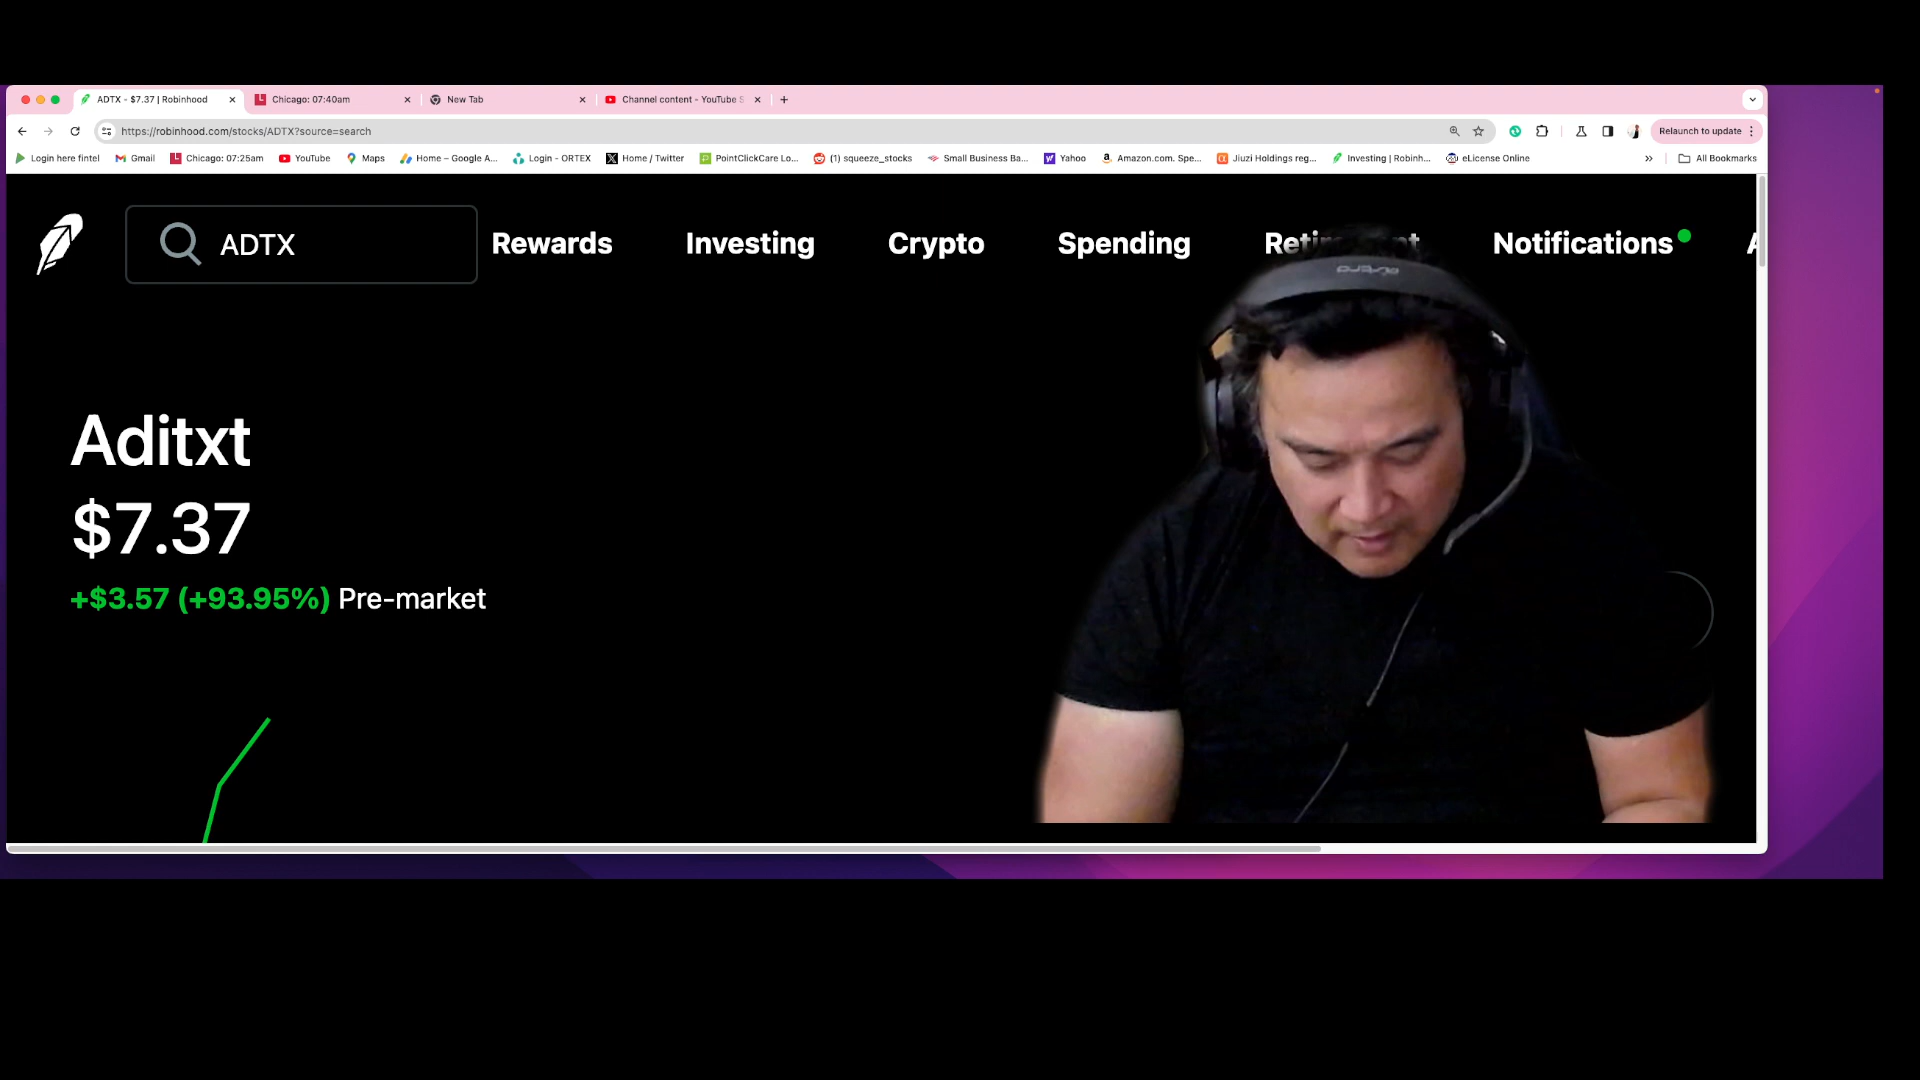 ADTX - $7.37 | Robinhood
Chicago: 07:40am
New Tab
Channel content - YouTube S
https://robinhood.com/stocks/ADTX?source=search
Relaunch to update
Login here fintel
Gmail
Chicago: 07:25am
YouTube
Maps
Home – Google A...
Login - ORTEX
Home / Twitter
PointClickCare Lo...
(1) squeeze_stocks
Small Business Ba...
Yahoo
Amazon.com. Spe...
Jiuzi Holdings reg...
Investing | Robinh...
eLicense Online
All Bookmarks
ADTX
Rewards
Investing
Crypto
Spending
Notifications
Aditxt
$7.37
+$3.57 (+93.95%) Pre-market